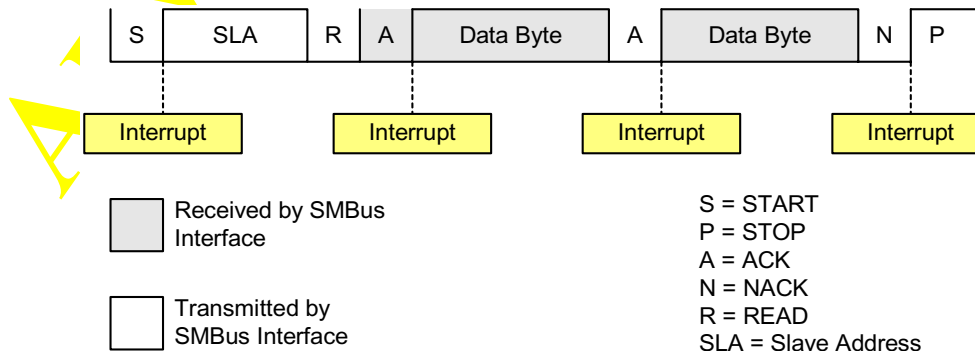 S SLA R A Data Byte A Data Byte N P
Interrupt Interrupt Interrupt Interrupt
Received by SMBus
Interface
Transmitted by
SMBus Interface
S = START
P = STOP
A = ACK
N = NACK
R = READ
SLA = Slave Address